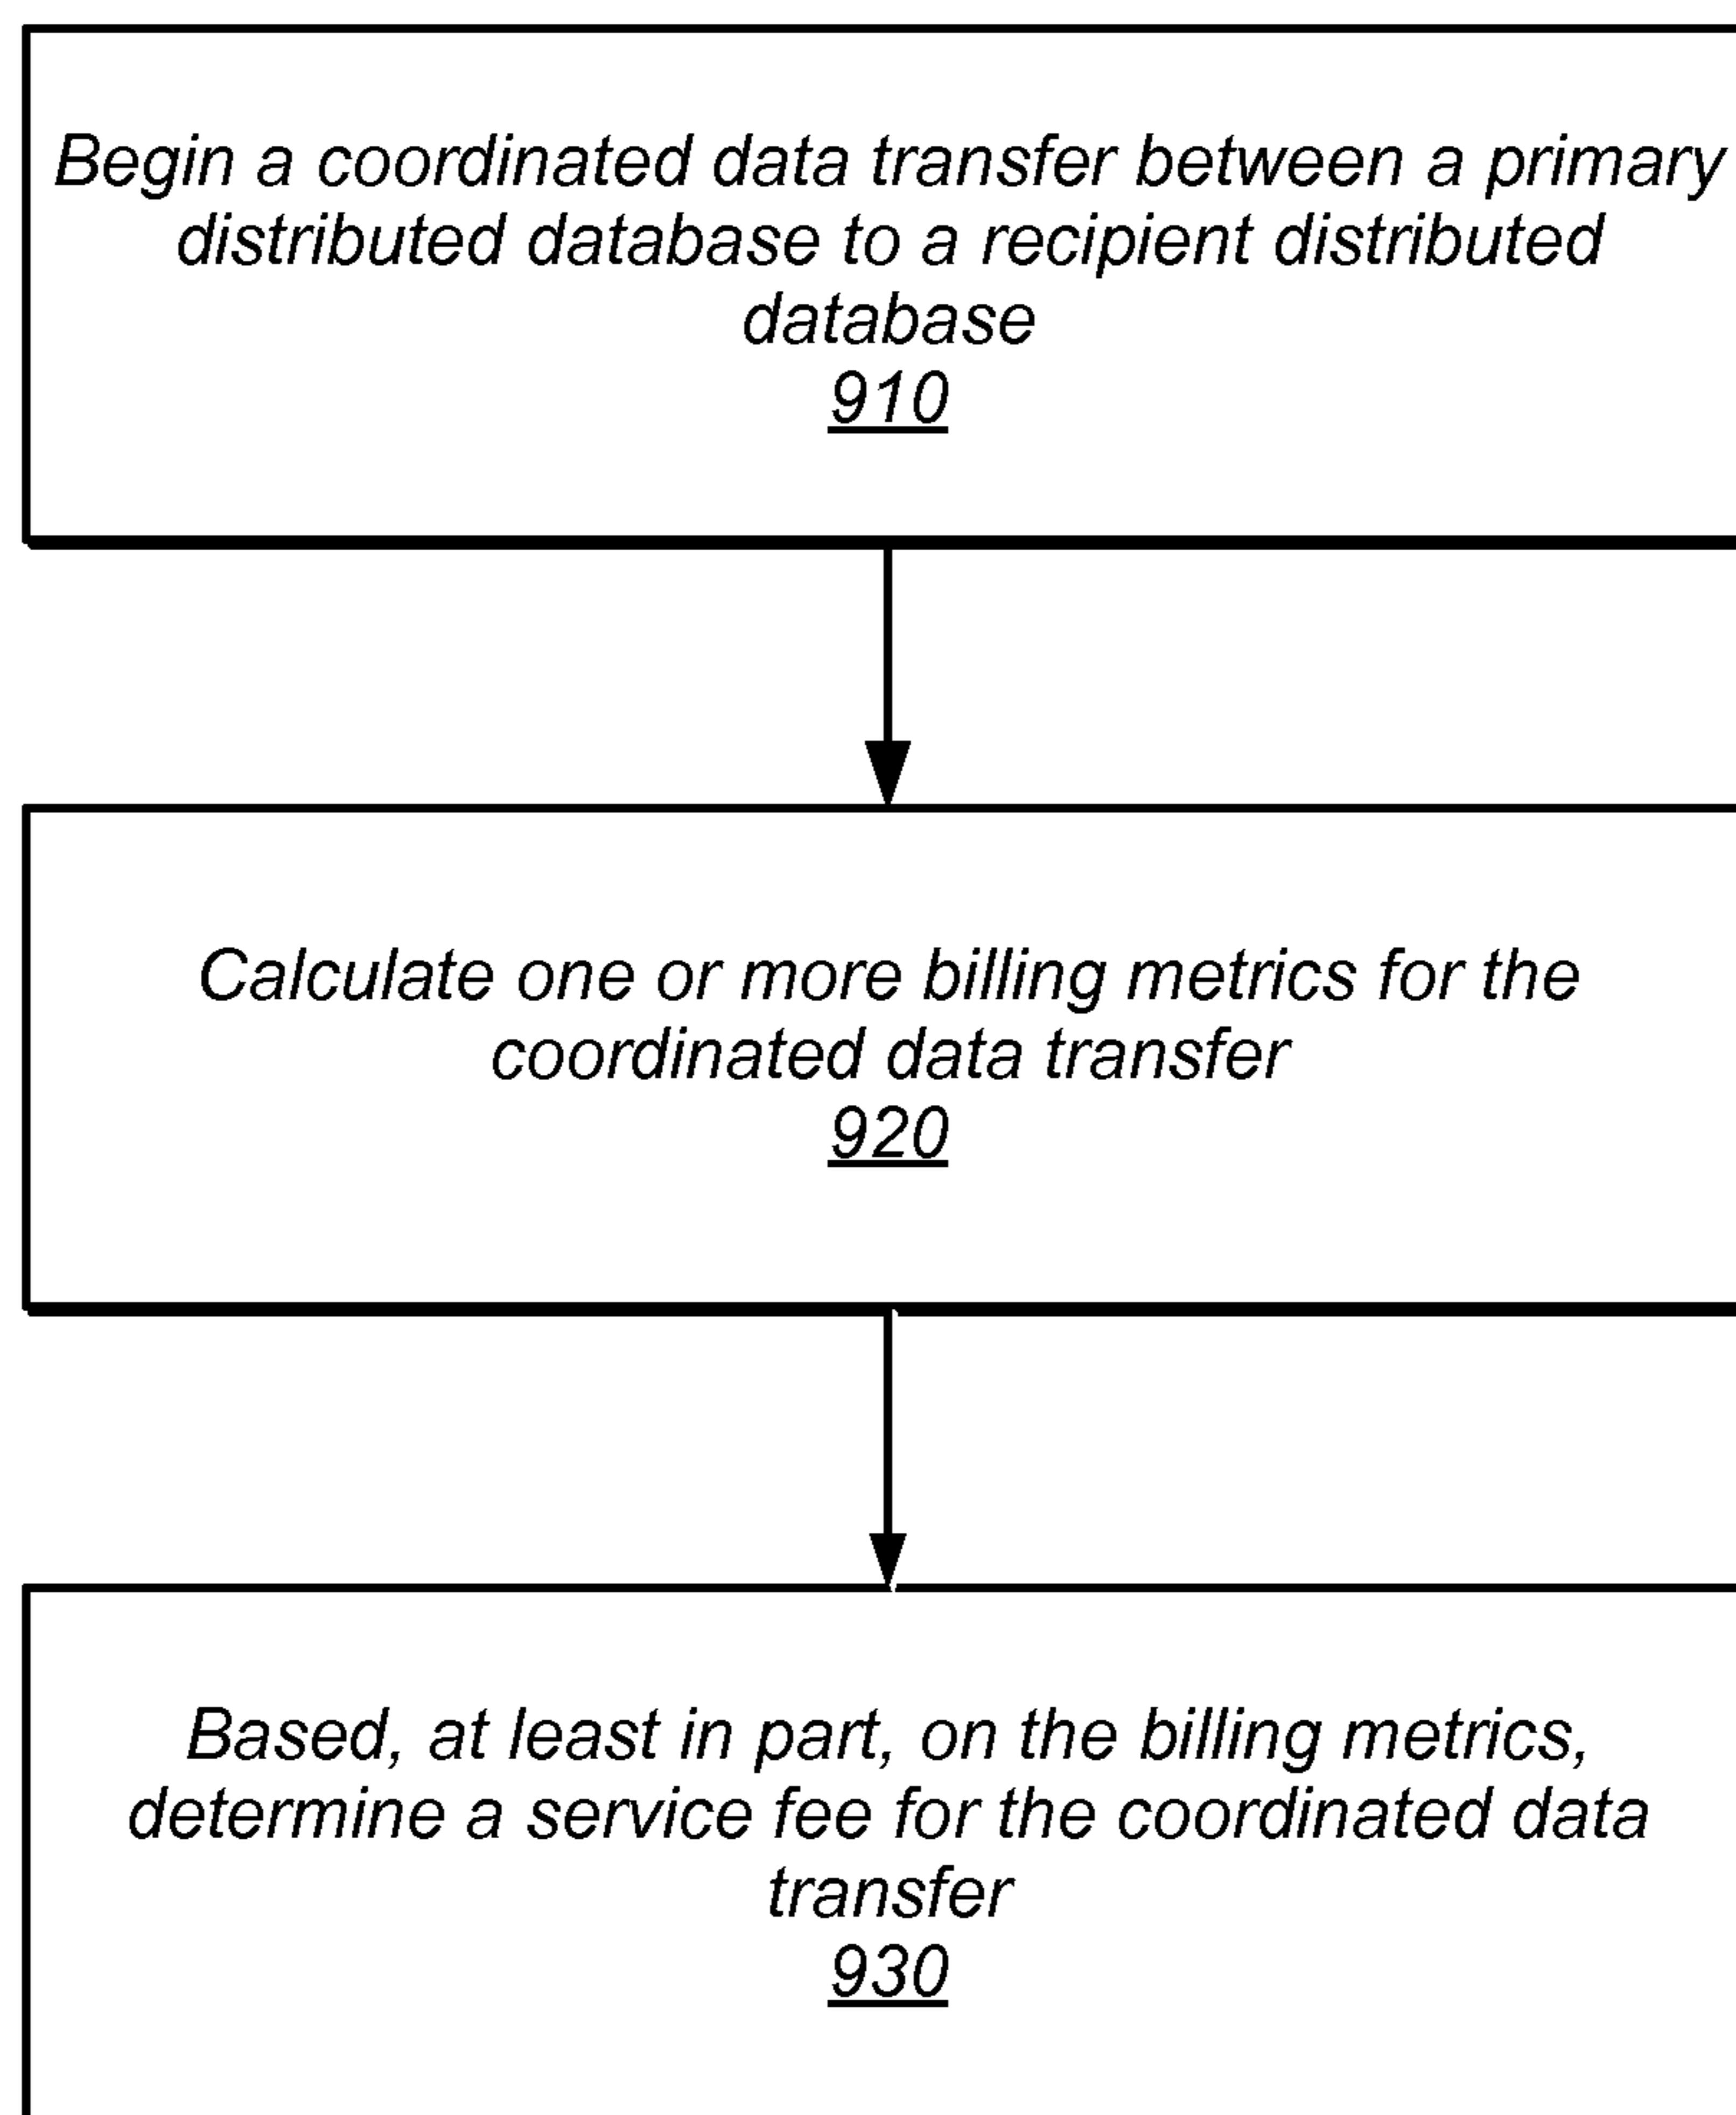 Begin a coordinated data transfer between a primary
distributed database to a recipient distributed
database
910
Calculate one or more billing metrics for the
coordinated data transfer
920
Based, at least in part, on the billing metrics,
determine a service fee for the coordinated data
transfer
930